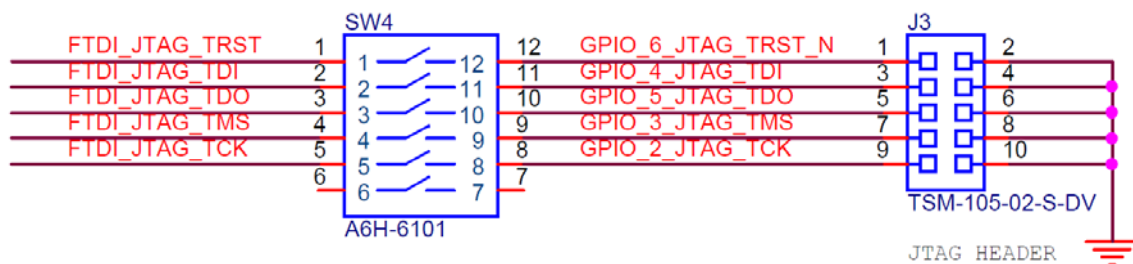 SW4 J3
FTDI_JTAG_TRST 1 1 12 12 GPIO_6_JTAG_TRST_N 1 2
FTDI_JTAG_TDI 2 2 11 11 GPIO_4_JTAG_TDI 3 4
FTDI_JTAG_TDO 3 3 10 10 GPIO_5_JTAG_TDO 5 6
FTDI_JTAG_TMS 4 4 9 9 GPIO_3_JTAG_TMS 7 8
FTDI_JTAG_TCK 5 5 8 8 GPIO_2_JTAG_TCK 9 10
6 6 7 7
A6H-6101 TSM-105-02-S-DV
JTAG HEADER